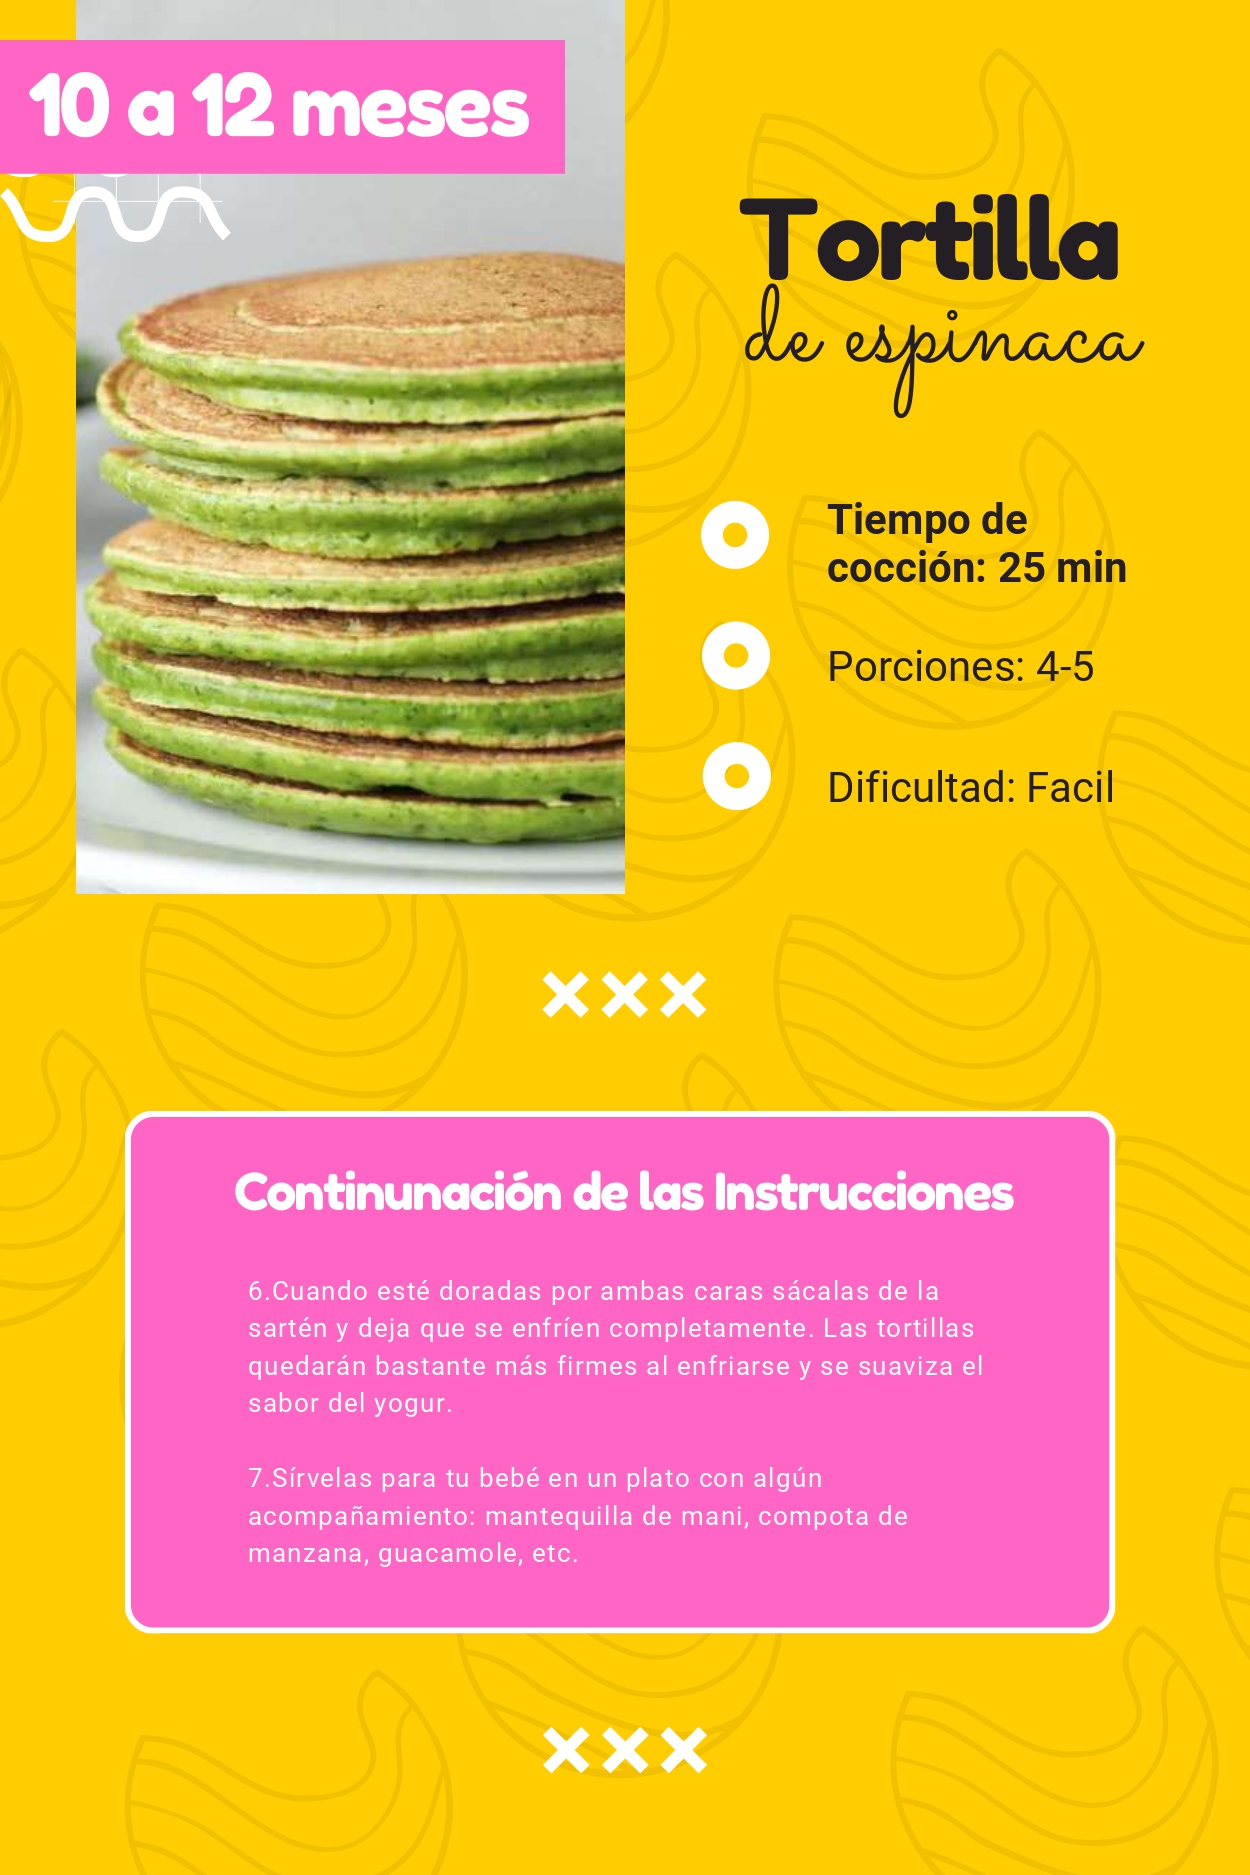 10 a 12 meses
Tortilla
de espinaca
Tiempo de
cocción: 25 min
Porciones: 4-5
Dificultad: Facil
Continunación de las Instrucciones
6.Cuando esté doradas por ambas caras sácalas de la
sartén y deja que se enfríen completamente. Las tortillas
quedarán bastante más firmes al enfriarse y se suaviza el
sabor del yogur.
7.Sírvelas para tu bebé en un plato con algún
acompañamiento: mantequilla de mani, compota de
manzana, guacamole, etc.